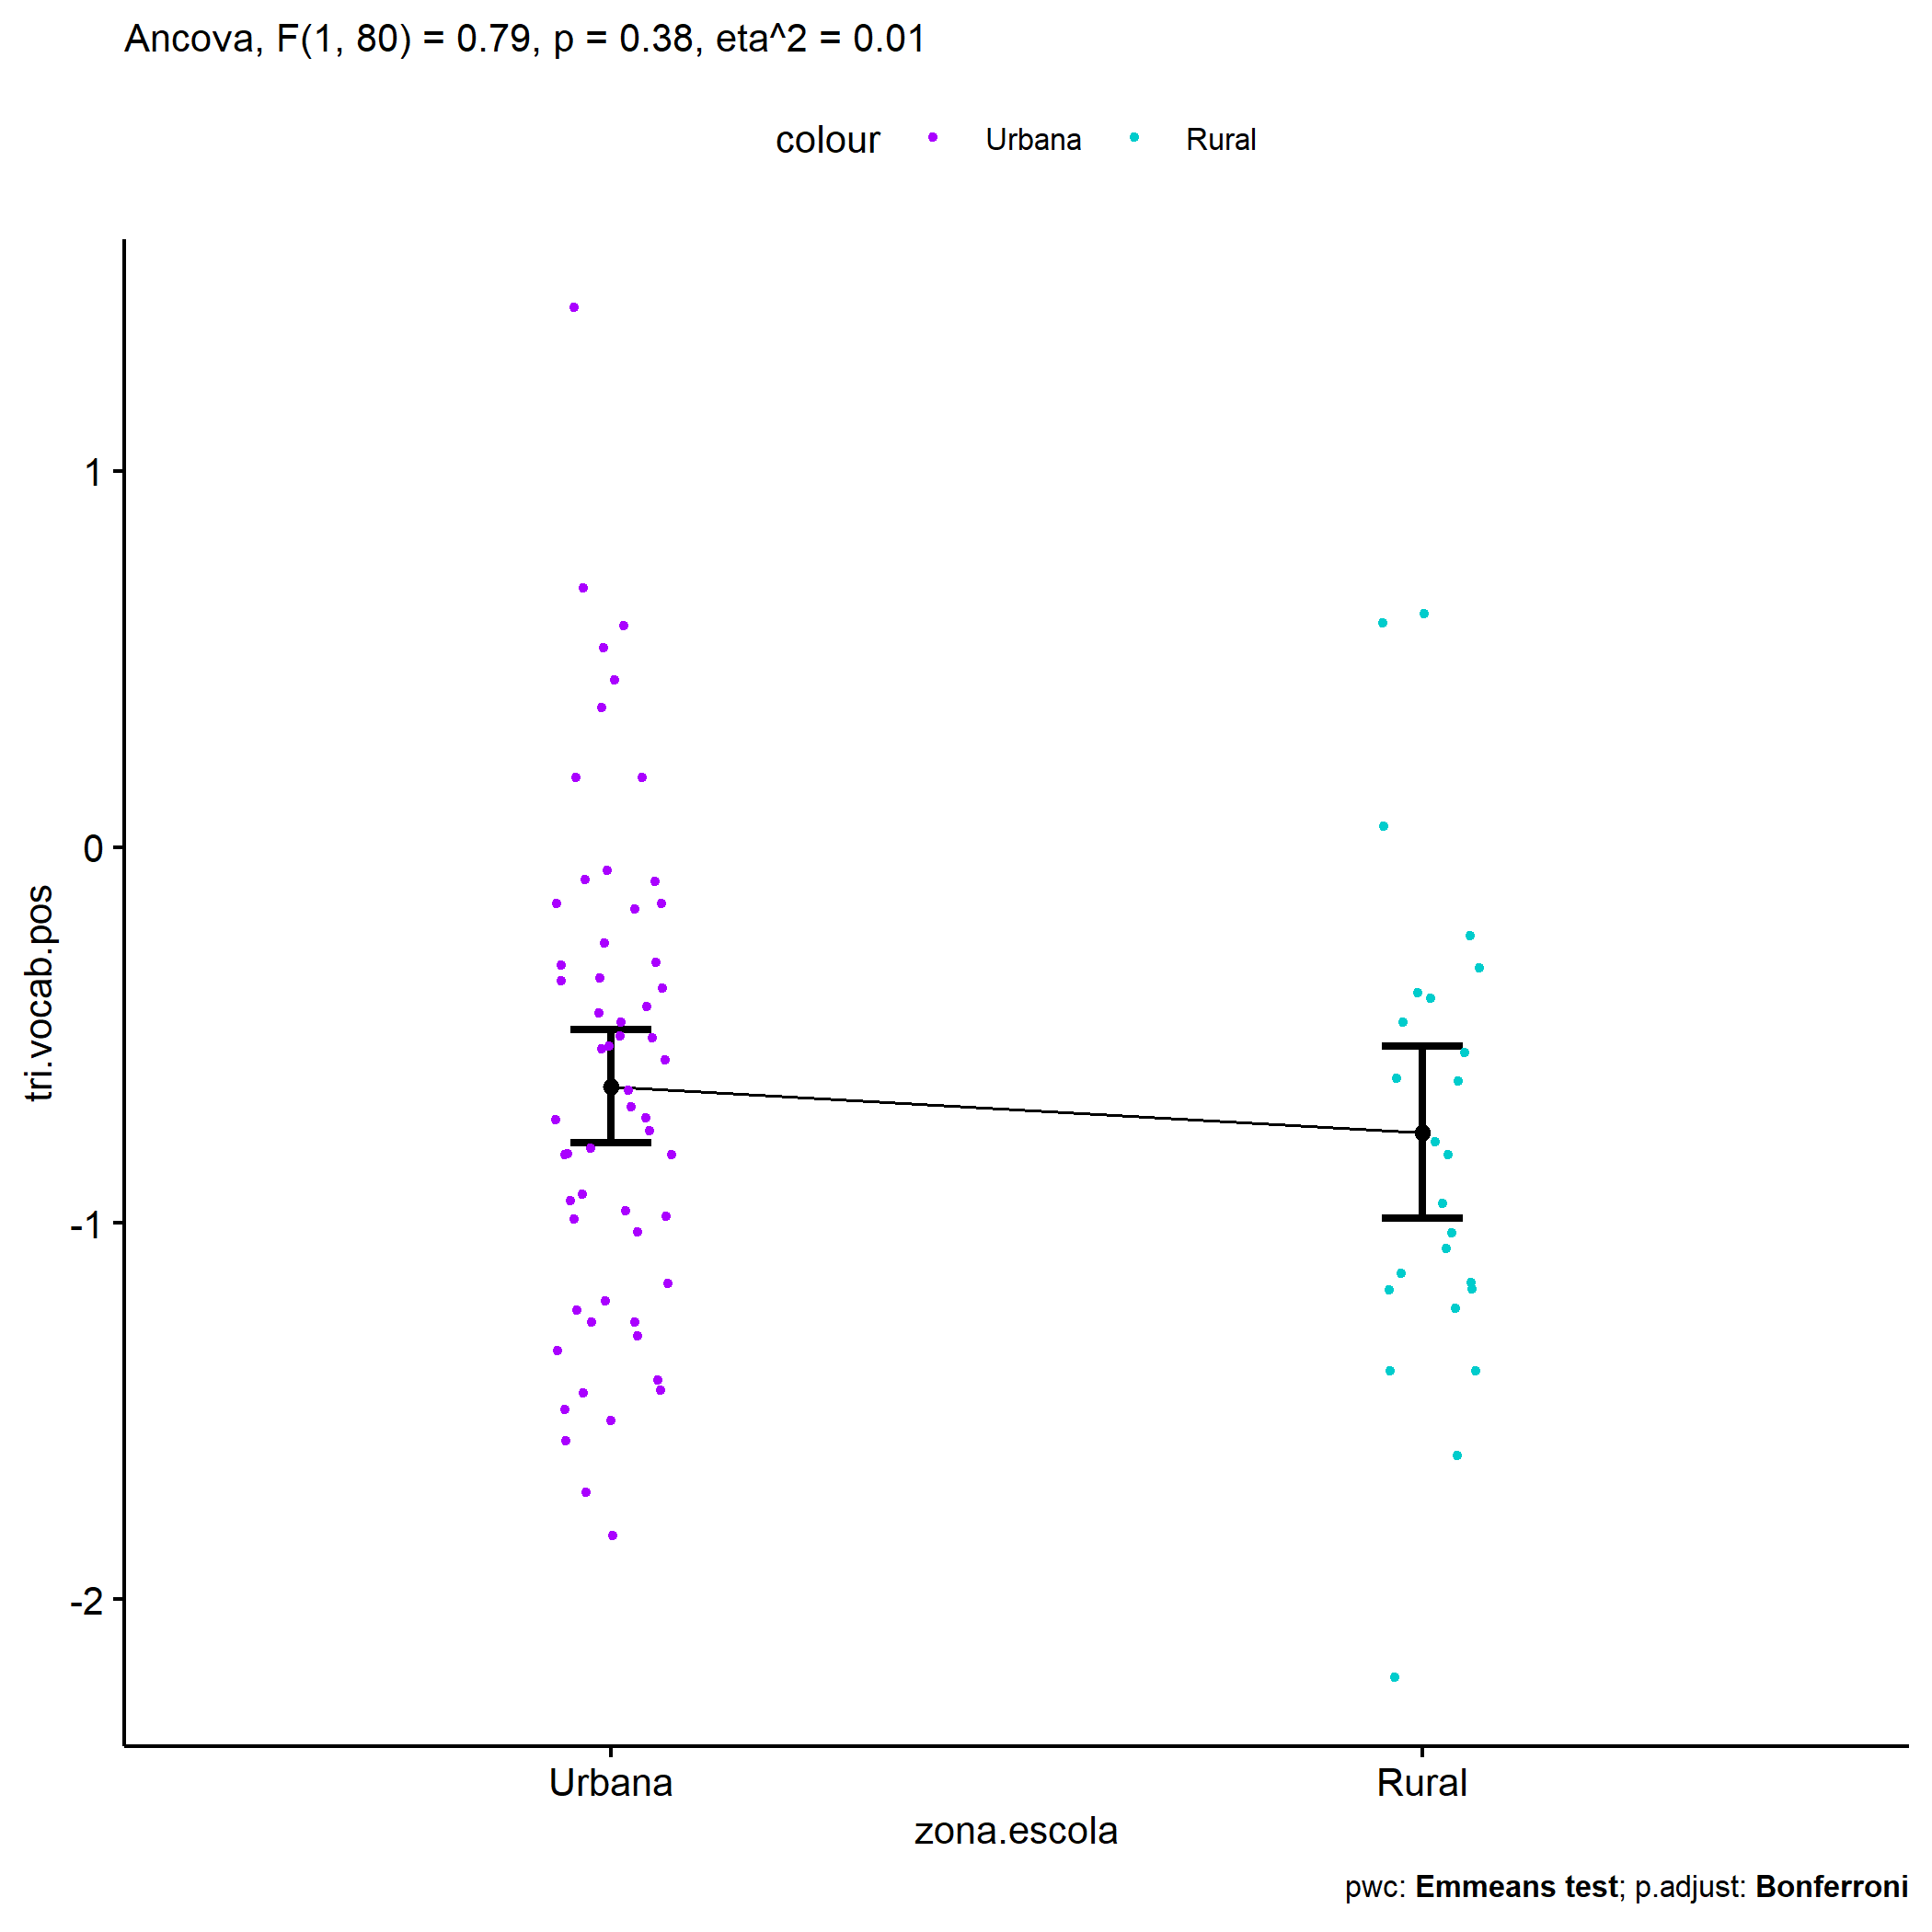 Ancova, F(1, 80) = 0.79, p = 0.38, eta^2 = 0.01
colour Urbana Rural
1
0
-1
-2
tri.vocab.pos
Urbana Rural
zona.escola
pwc: Emmeans test; p.adjust: Bonferroni